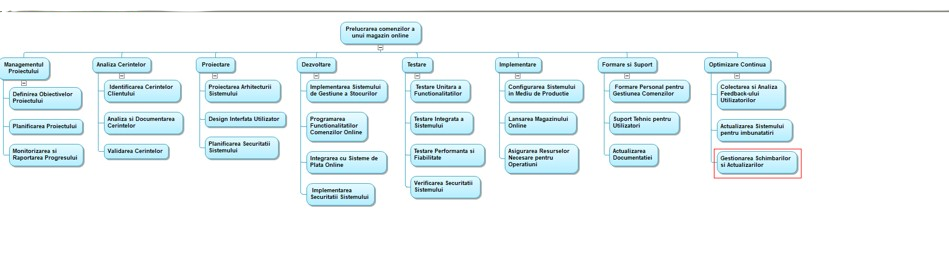 Prelucrarea comenzilor a
unui magazin online
Managementul
Proiectului
Definirea Obiectivelor
Proiectului
Planificarea Proiectului
Monitorizarea si
Raportarea Progresului
Analiza Cerintelor
Identificarea Cerintelor
Clientului
Analiza si Documentarea
Cerintelor
Validarea Cerintelor
Proiectare
Proiectarea Arhitecturii
Sistemului
Design Interfata Utilizator
Planificarea Securitatii
Sistemului
Dezvoltare
Implementarea Sistemului
de Gestiune a Stocurilor
Programarea
Functionalitatilor
Comenzilor Online
Integrarea cu Sisteme de
Plata Online
Implementarea
Securitatii Sistemului
Testare
Testare Unitara a
Functionalitatilor
Testare Integrata a
Sistemului
Testare Performanta si
Fiabilitate
Verificarea Securitatii
Sistemului
Implementare
Configurarea Sistemului
in Mediu de Productie
Lansarea Magazinului
Online
Asigurarea Resurselor
Necesare pentru
Operatiuni
Formare si Suport
Formare Personal pentru
Gestiunea Comenzilor
Suport Tehnic pentru
Utilizatori
Actualizarea
Documentatiei
Optimizare Continua
Colectarea si Analiza
Feedback-ului
Utilizatorilor
Actualizarea Sistemului
pentru imbunatatiri
Gestionarea Schimbarilor
si Actualizarilor